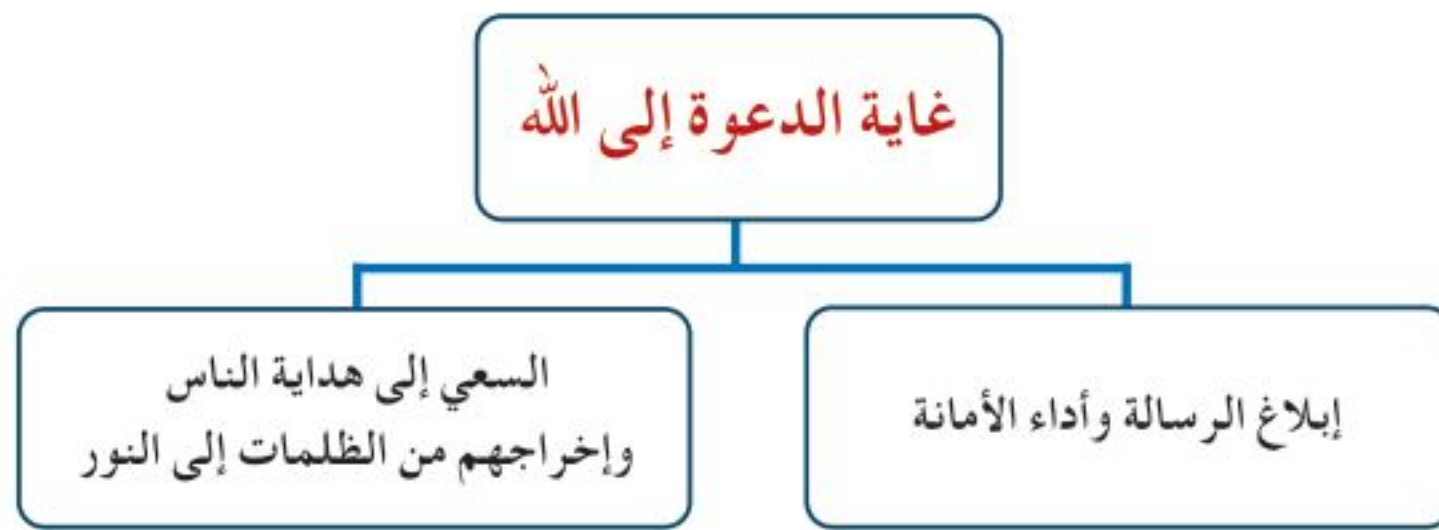 غاية الدعوة إلى الله
إبلاغ الرسالة وأداء الأمانة
السعي إلى هداية الناس
وإخراجهم من الظلمات إلى النور